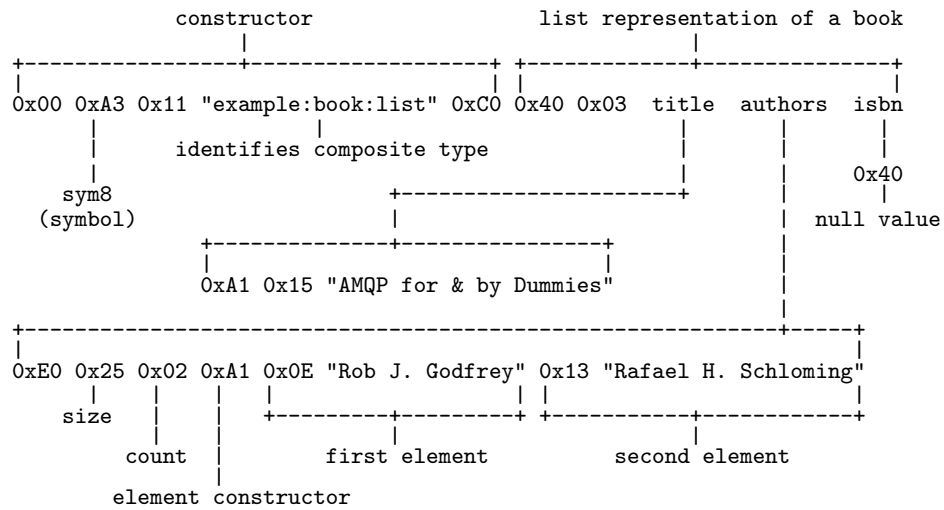 constructor list representation of a book
0x00 0xA3 0x11 "example:book:list" 0xC0 0x40 0x03 title authors isbn
identifies composite type
0x40
sym8
(symbol) null value
0xA1 0x15 "AMQP for & by Dummies"
0xE0 0x25 0x02 0xA1 0x0E "Rob J. Godfrey" 0x13 "Rafael H. Schloming"
size
count first element second element
element constructor